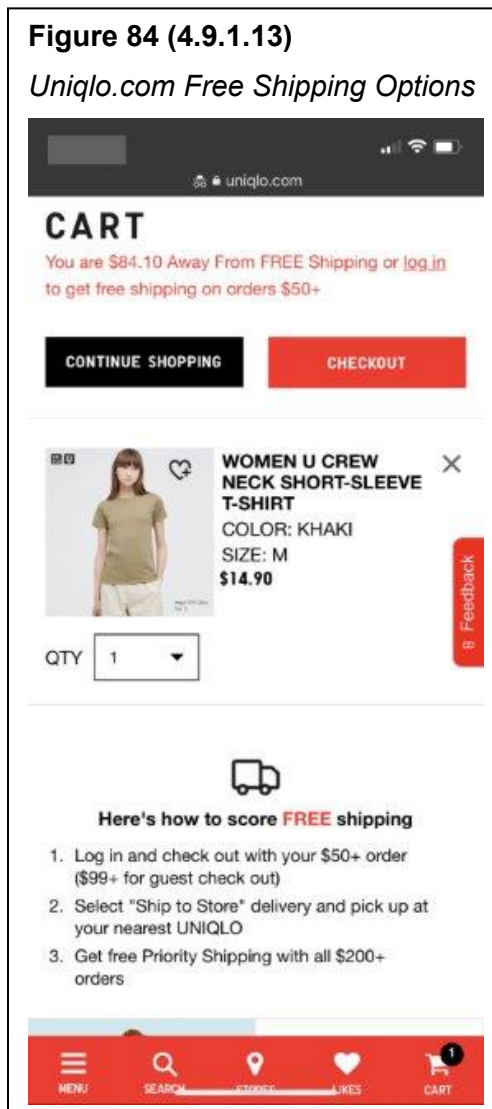 Figure 84 (4.9.1.13)
Uniqlo.com Free Shipping Options
uniqlo.com
CART
You are $84.10 Away From FREE Shipping or log in
to get free shipping on orders $50+
CONTINUE SHOPPING
CHECKOUT
WOMEN U CREW
NECK SHORT-SLEEVE
T-SHIRT
COLOR: KHAKI
SIZE: M
$14.90
Feedback
QTY 1
Here's how to score FREE shipping
1. Log in and check out with your $50+ order
($99+ for guest check out)
2. Select "Ship to Store" delivery and pick up at
your nearest UNIQLO
3. Get free Priority Shipping with all $200+
orders
1
MENU
SEARCH
STORES
LIKES
CART